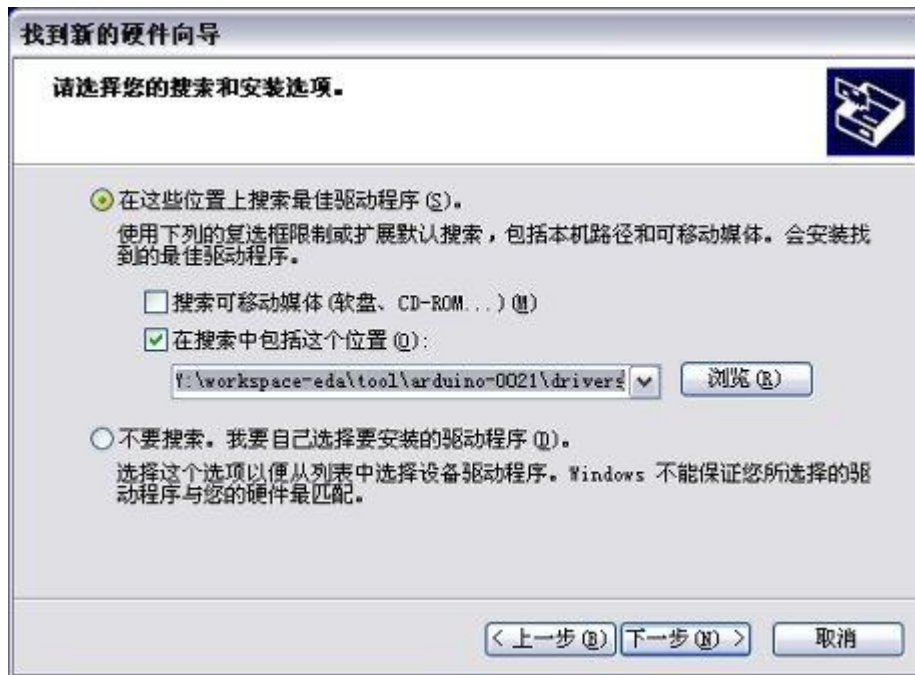 找到新的硬件向导
请选择您的搜索和安装选项。
在这些位置上搜索最佳驱动程序(S)。
使用下列的复选框限制或扩展默认搜索，包括本机路径和可移动媒体。会安装找
到的最佳驱动程序。
搜索可移动媒体(软盘、CD-ROM...)(M)
在搜索中包括这个位置(O):
Y:\workspace-eda\tool\arduino-0021\drivers
浏览(R)
不要搜索。我要自己选择要安装的驱动程序(D)。
选择这个选项以便从列表中选择设备驱动程序。Windows 不能保证您所选择的驱
动程序与您的硬件最匹配。
< 上一步(B)
下一步(N) >
取消